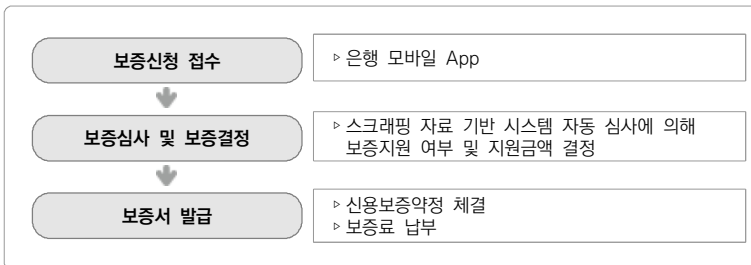 보증신청 접수
▹은행 모바일 App
보증심사 및 보증결정
▹스크래핑 자료 기반 시스템 자동 심사에 의해
보증지원 여부 및 지원금액 결정
보증서 발급
▹신용보증약정 체결
▹보증료 납부